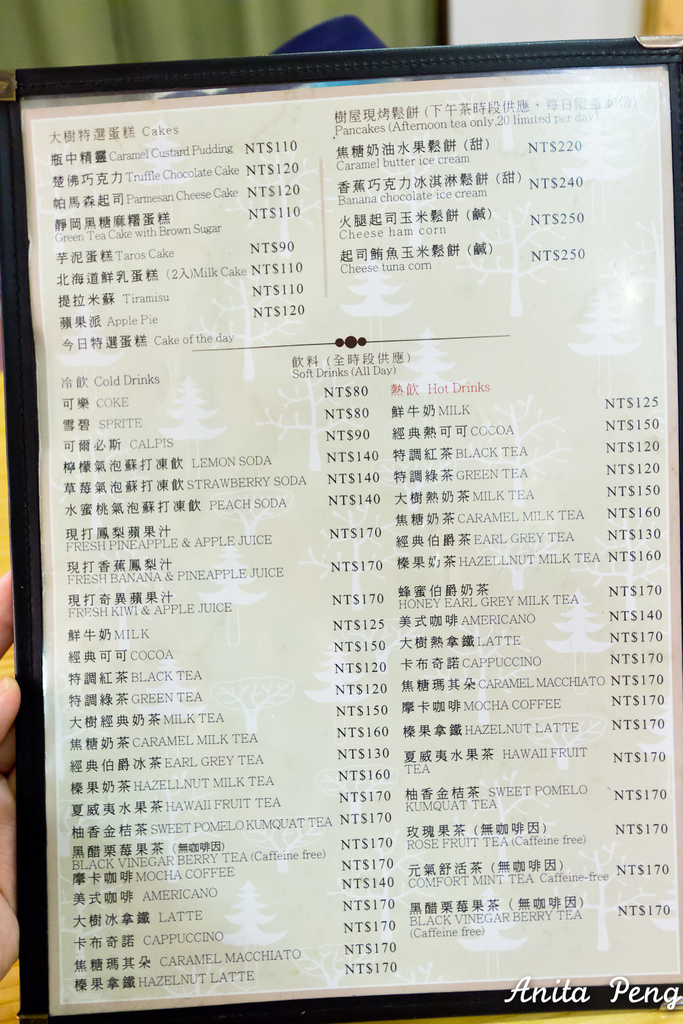 大樹特選蛋糕 Cakes
瓶中精靈 Caramel Custard Pudding NT$110
楚佛巧克力 Truffle Chocolate Cake NT$120
帕馬森起司 Parmesan Cheese Cake NT$120
靜岡黑糖麻糬蛋糕 NT$110
Green Tea Cake with Brown Sugar
芋泥蛋糕 Taros Cake NT$90
北海道鮮乳蛋糕 (2入)Milk Cake NT$110
提拉米蘇 Tiramisu NT$110
蘋果派 Apple Pie NT$120
今日特選蛋糕 Cake of the day
樹屋現烤鬆餅 (下午茶時段供應、每日限量
Pancakes (Afternoon tea only,20 limited per day)
焦糖奶油水果鬆餅 (甜) NT$220
Caramel butter ice cream
香蕉巧克力冰淇淋鬆餅 (甜) NT$240
Banana chocolate ice cream
火腿起司玉米鬆餅 (鹹) NT$250
Cheese ham corn
起司鮪魚玉米鬆餅 (鹹) NT$250
Cheese tuna corn
飲料 (全時段供應)
Soft Drinks (All Day)
冷飲 Cold Drinks
可樂 COKE NT$80
雪碧 SPRITE NT$80
可爾必斯 CALPIS NT$90
檸檬氣泡蘇打凍飲 LEMON SODA NT$140
草莓氣泡蘇打凍飲 STRAWBERRY SODA NT$140
水蜜桃氣泡蘇打凍飲 PEACH SODA NT$140
現打鳳梨蘋果汁 NT$170
FRESH PINEAPPLE & APPLE JUICE
現打香蕉鳳梨汁 NT$170
FRESH BANANA & PINEAPPLE JUICE
現打奇異蘋果汁 NT$170
FRESH KIWI & APPLE JUICE
鮮牛奶 MILK NT$125
經典可可 COCOA NT$150
特調紅茶 BLACK TEA NT$120
特調綠茶 GREEN TEA NT$120
大樹經典奶茶 MILK TEA NT$150
焦糖奶茶 CARAMEL MILK TEA NT$160
經典伯爵冰茶 EARL GREY TEA NT$130
榛果奶茶 HAZELLNUT MILK TEA NT$160
夏威夷水果茶 HAWAII FRUIT TEA NT$170
柚香金桔茶 SWEET POMELO KUMQUAT TEA NT$170
黑醋栗莓果茶 (無咖啡因) NT$170
BLACK VINEGAR BERRY TEA (Caffeine free)
摩卡咖啡 MOCHA COFFEE NT$170
美式咖啡 AMERICANO NT$140
大樹冰拿鐵 LATTE NT$170
卡布奇諾 CAPPUCCINO NT$170
焦糖瑪其朵 CARAMEL MACCHIATO NT$170
榛果拿鐵 HAZELNUT LATTE NT$170
熱飲 Hot Drinks
鮮牛奶 MILK NT$125
經典熱可可 COCOA NT$150
特調紅茶 BLACK TEA NT$120
特調綠茶 GREEN TEA NT$120
大樹熱奶茶 MILK TEA NT$150
焦糖奶茶 CARAMEL MILK TEA NT$160
經典伯爵茶 EARL GREY TEA NT$130
榛果奶茶 HAZELLNUT MILK TEA NT$160
蜂蜜伯爵奶茶 NT$170
HONEY EARL GREY MILK TEA
美式咖啡 AMERICANO NT$140
大樹熱拿鐵 LATTE NT$170
卡布奇諾 CAPPUCCINO NT$170
焦糖瑪其朵 CARAMEL MACCHIATO NT$170
摩卡咖啡 MOCHA COFFEE NT$170
榛果拿鐵 HAZELNUT LATTE NT$170
夏威夷水果茶 HAWAII FRUIT NT$170
TEA
柚香金桔茶 SWEET POMELO NT$170
KUMQUAT TEA
玫瑰果茶 (無咖啡因) NT$170
ROSE FRUIT TEA (Caffeine free)
元氣舒活茶 (無咖啡因) NT$170
COMFORT MINT TEA Caffeine-free
黑醋栗莓果茶 (無咖啡因) NT$170
BLACK VINEGAR BERRY TEA
(Caffeine free)
Anita Peng